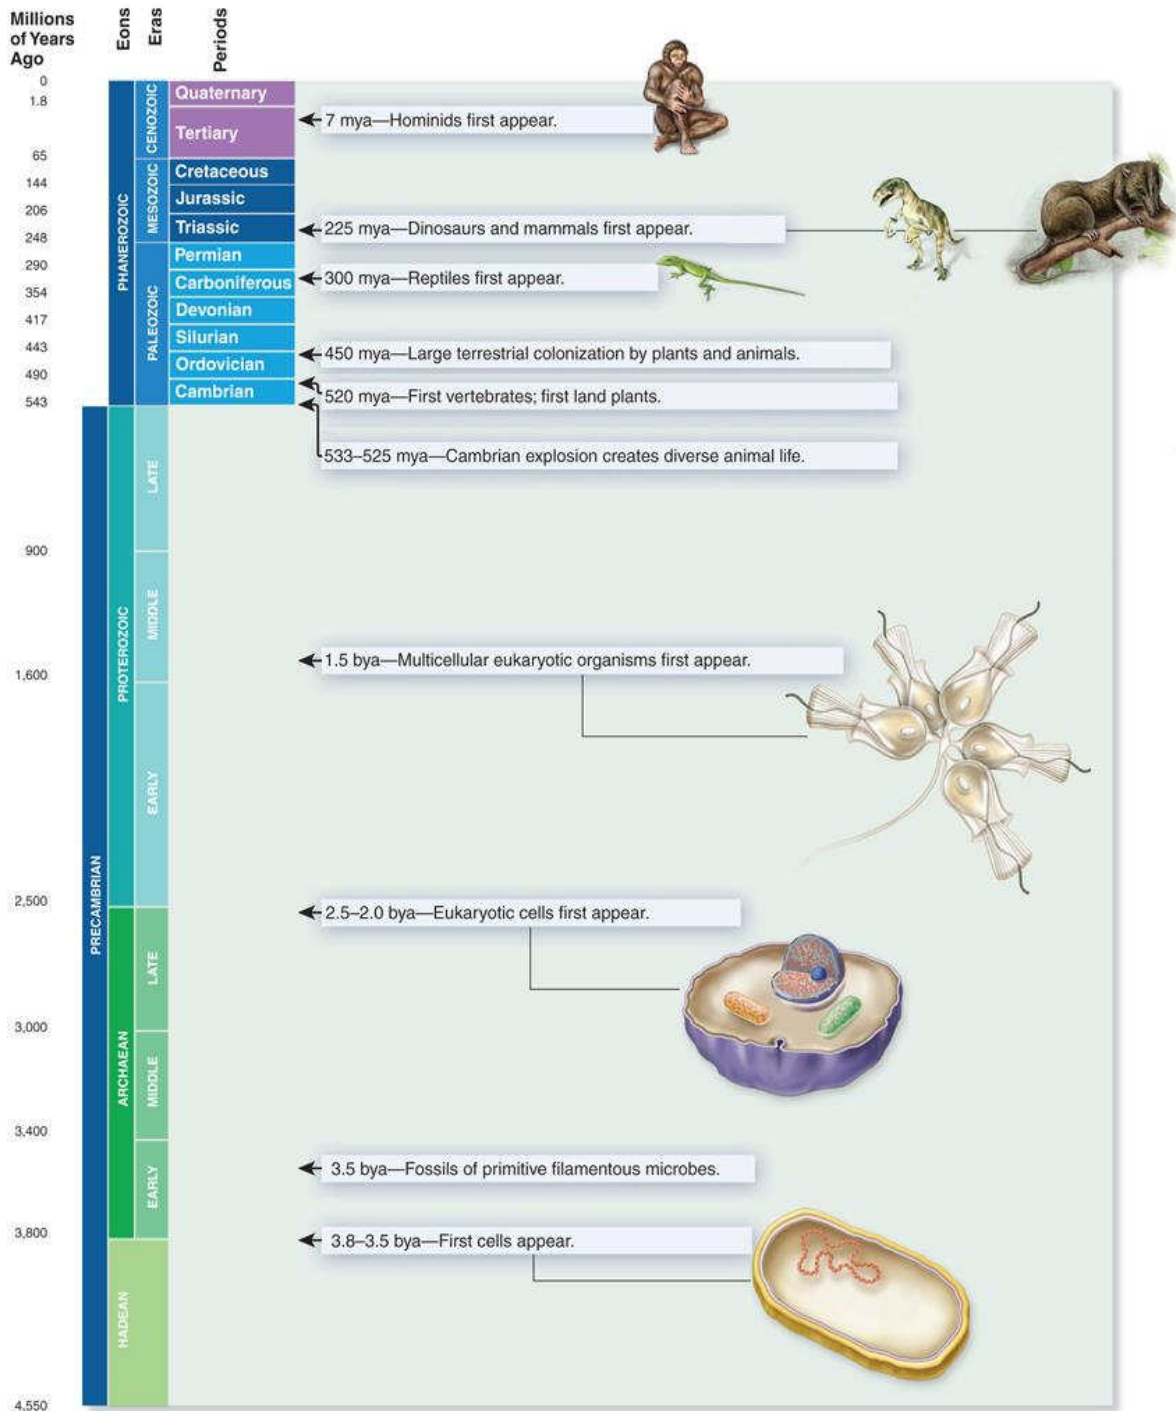 Millions
of Years
Ago
Eons
Eras
Periods
0
1.8
65
144
206
248
290
354
417
443
490
543
900
1,600
2,500
3,000
3,400
3,800
4,550
PHANEROZOIC
CENOZOIC
MESOZOIC
PALEOZOIC
Quaternary
Tertiary
Cretaceous
Jurassic
Triassic
Permian
Carboniferous
Devonian
Silurian
Ordovician
Cambrian
7 mya—Hominids first appear.
225 mya—Dinosaurs and mammals first appear.
300 mya—Reptiles first appear.
450 mya—Large terrestrial colonization by plants and animals.
520 mya—First vertebrates; first land plants.
533–525 mya—Cambrian explosion creates diverse animal life.
PRECAMBRIAN
PROTEROZOIC
LATE
MIDDLE
EARLY
1.5 bya—Multicellular eukaryotic organisms first appear.
2.5–2.0 bya—Eukaryotic cells first appear.
ARCHAEAN
LATE
MIDDLE
EARLY
3.5 bya—Fossils of primitive filamentous microbes.
3.8–3.5 bya—First cells appear.
HADEAN